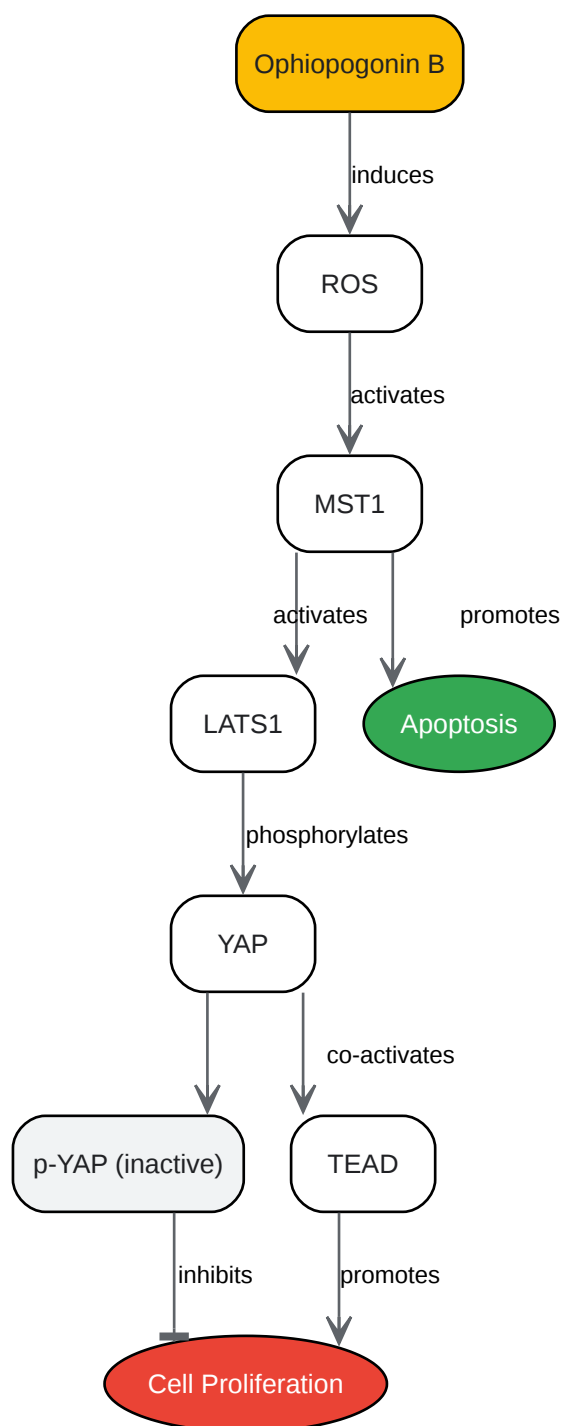 Ophiopogonin B
induces
ROS
activates
MST1
activates
promotes
LATS1
Apoptosis
phosphorylates
YAP
co-activates
p-YAP (inactive)
TEAD
inhibits
promotes
Cell Proliferation